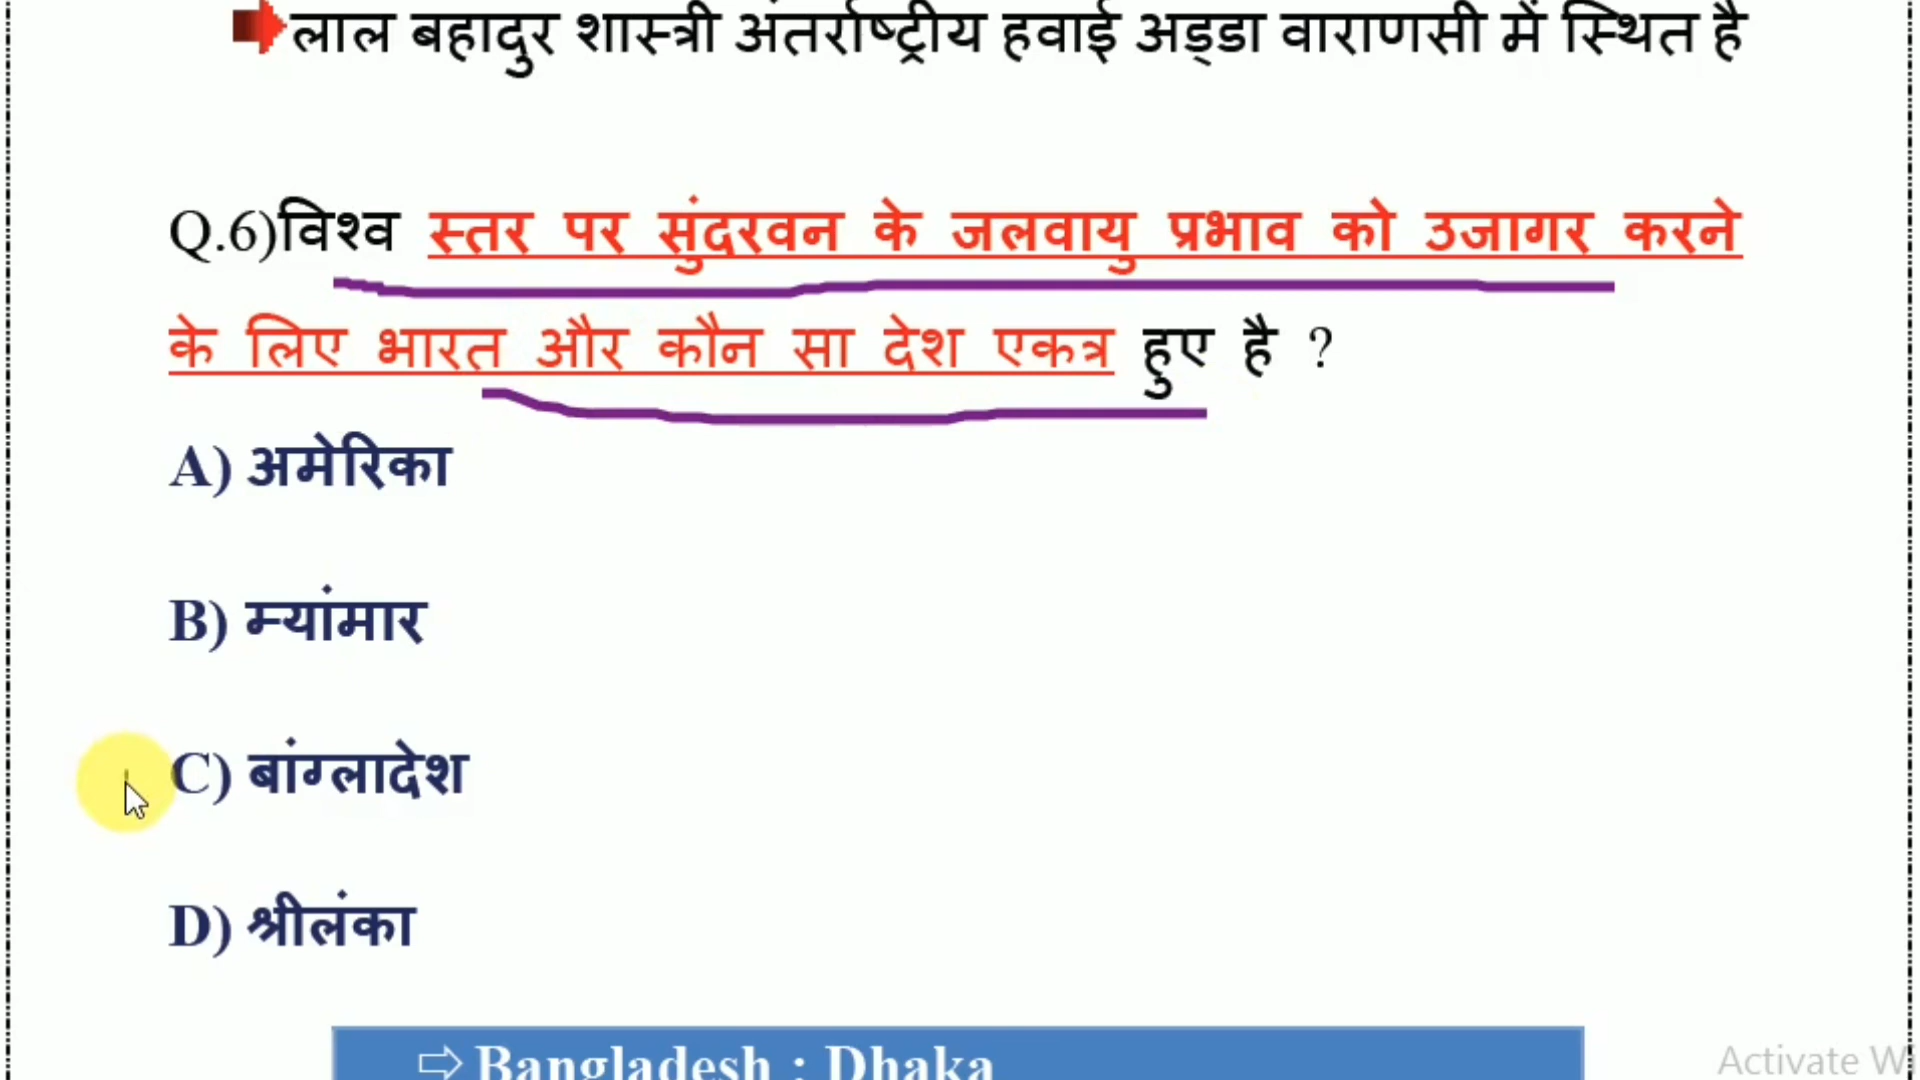 लाल बहादुर शास्त्री अंतर्राष्ट्रीय हवाई अड्डा वाराणसी में स्थित है
Q.6)विश्व स्तर पर सुंदरवन के जलवायु प्रभाव को उजागर करने
के लिए भारत और कौन सा देश एकत्र हुए है ?
A) अमेरिका
B) म्यांमार
C) बांग्लादेश
D) श्रीलंका
⇨ Bangladesh : Dhaka
Activate W